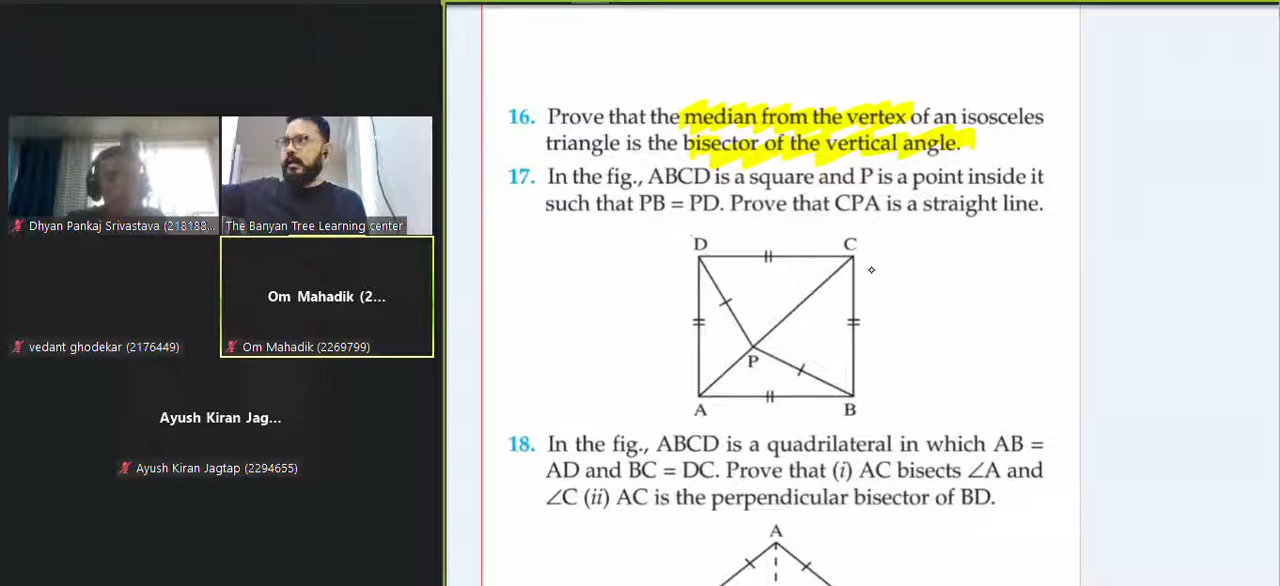 Dhyan Pankaj Srivastava (218188...
The Banyan Tree Learning center
Om Mahadik (2...
vedant ghodekar (2176449)
Om Mahadik (2269799)
Ayush Kiran Jag...
Ayush Kiran Jagtap (2294655)
16. Prove that the median from the vertex of an isosceles
triangle is the bisector of the vertical angle.
17. In the fig., ABCD is a square and P is a point inside it
such that PB = PD. Prove that CPA is a straight line.
D
C
P
A
B
18. In the fig., ABCD is a quadrilateral in which AB =
AD and BC = DC. Prove that (i) AC bisects ∠A and
∠C (ii) AC is the perpendicular bisector of BD.
A